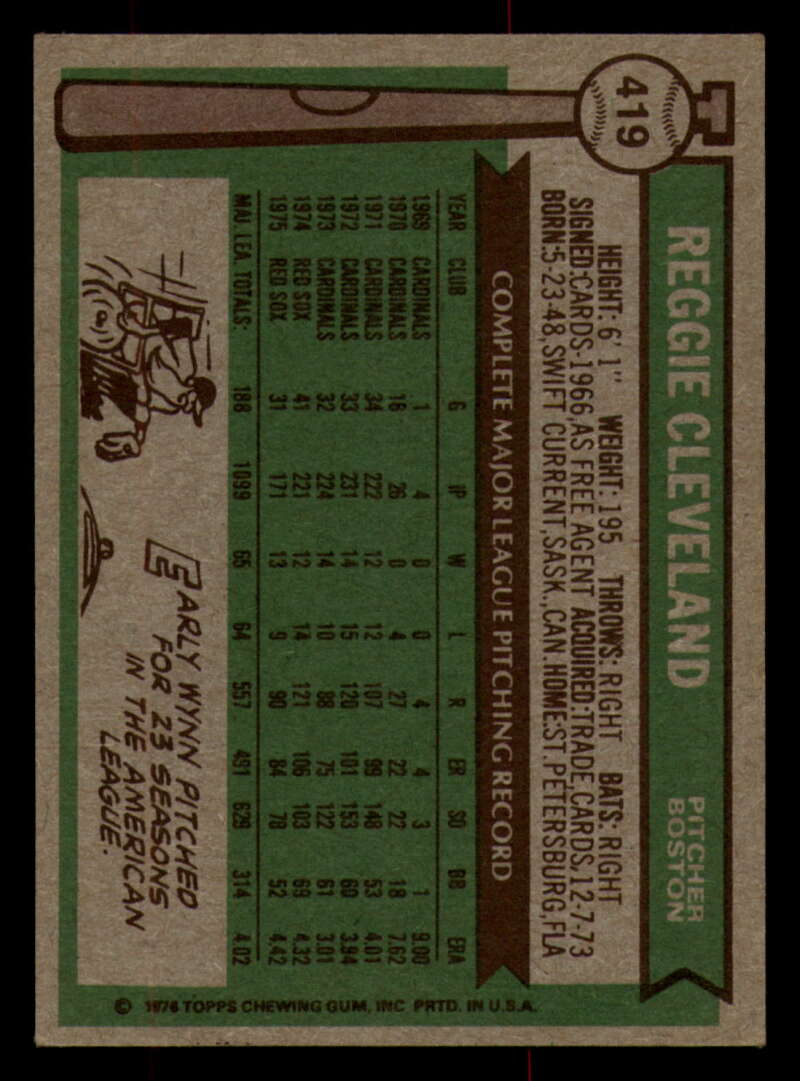 419
REGGIE CLEVELAND
PITCHER
BOSTON
HEIGHT: 6' 1" WEIGHT: 195 THROWS: RIGHT BATS: RIGHT
SIGNED: CARDS-1966, AS FREE AGENT ACQUIRED: TRADE, CARDS, 12-7-73
BORN: 5-23-48, SWIFT CURRENT, SASK., CAN. HOME: ST. PETERSBURG, FLA
COMPLETE MAJOR LEAGUE PITCHING RECORD
YEAR CLUB G IP W L R ER SO BB ERA
1969 CARDINALS 1 4 0 0 4 4 3 1 9.00
1970 CARDINALS 16 26 0 4 27 22 22 18 7.62
1971 CARDINALS 34 222 12 12 107 99 148 53 4.01
1972 CARDINALS 33 231 14 15 120 101 153 60 3.94
1973 CARDINALS 32 224 14 10 88 75 122 61 3.01
1974 RED SOX 41 221 12 14 121 106 103 69 4.32
1975 RED SOX 31 171 13 9 90 84 78 52 4.42
MAJ. LEA. TOTALS: 188 1099 65 64 557 491 629 314 4.02
EARLY WYNN PITCHED
FOR 23 SEASONS
IN THE AMERICAN
LEAGUE.
© 1976 TOPPS CHEWING GUM, INC PRTD. IN U.S.A.